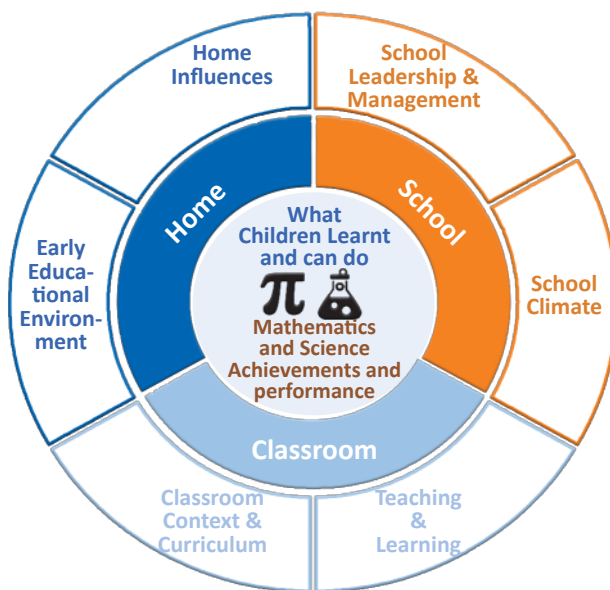 Home
Influences
School
Leadership &
Management
Home
School
What
Children Learnt
and can do
π
Mathematics
and Science
Achievements and
performance
Early
Educa-
tional
Environ-
ment
School
Climate
Classroom
Classroom
Context &
Curriculum
Teaching
&
Learning